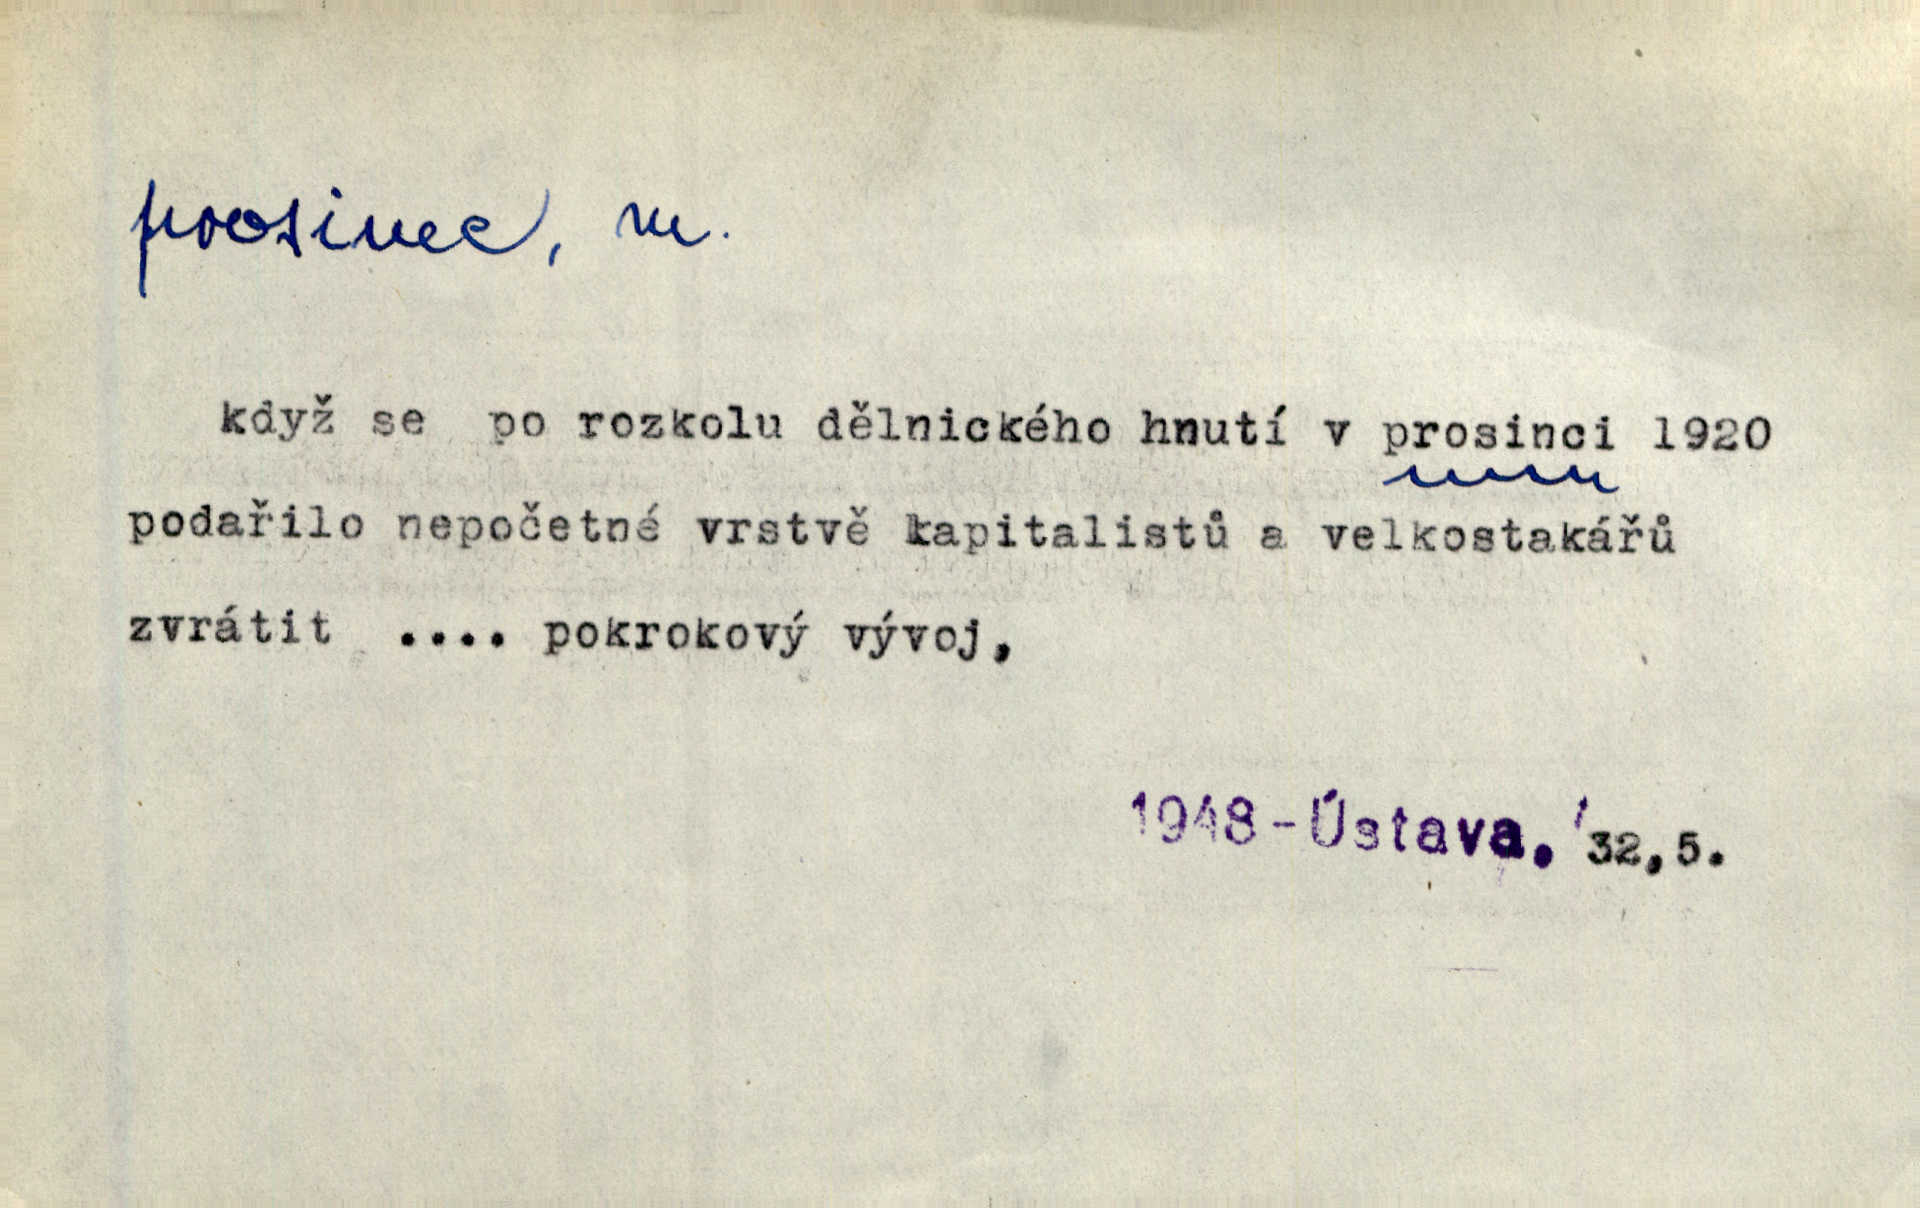 prosinec, m.
když se po rozkolu dělnického hnutí v prosinci 1920
podařilo nepočetné vrstvě kapitalistů a velkostakářů
zvrátit .... pokrokový vývoj,
1948-Ústava. 32,5.